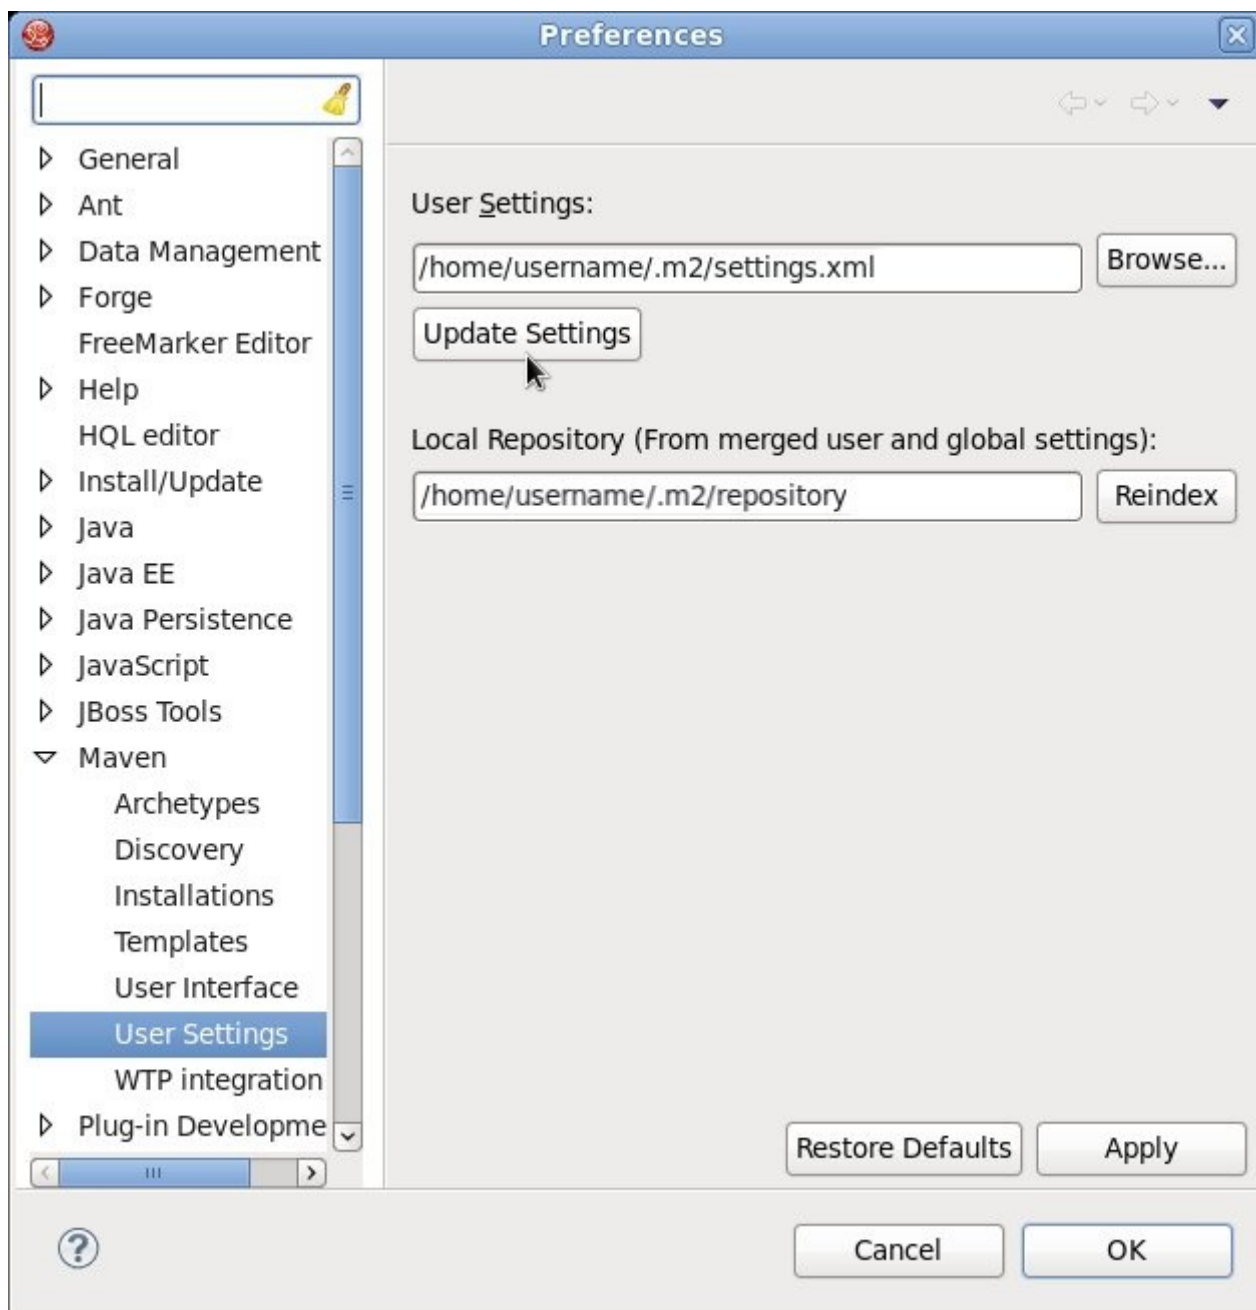 Preferences
General
Ant
Data Management
Forge
FreeMarker Editor
Help
HQL editor
Install/Update
Java
Java EE
Java Persistence
JavaScript
JBoss Tools
Maven
Archetypes
Discovery
Installations
Templates
User Interface
User Settings
WTP integration
Plug-in Developme
User Settings:
/home/username/.m2/settings.xml
Browse...
Update Settings
Local Repository (From merged user and global settings):
/home/username/.m2/repository
Reindex
Restore Defaults
Apply
?
Cancel
OK